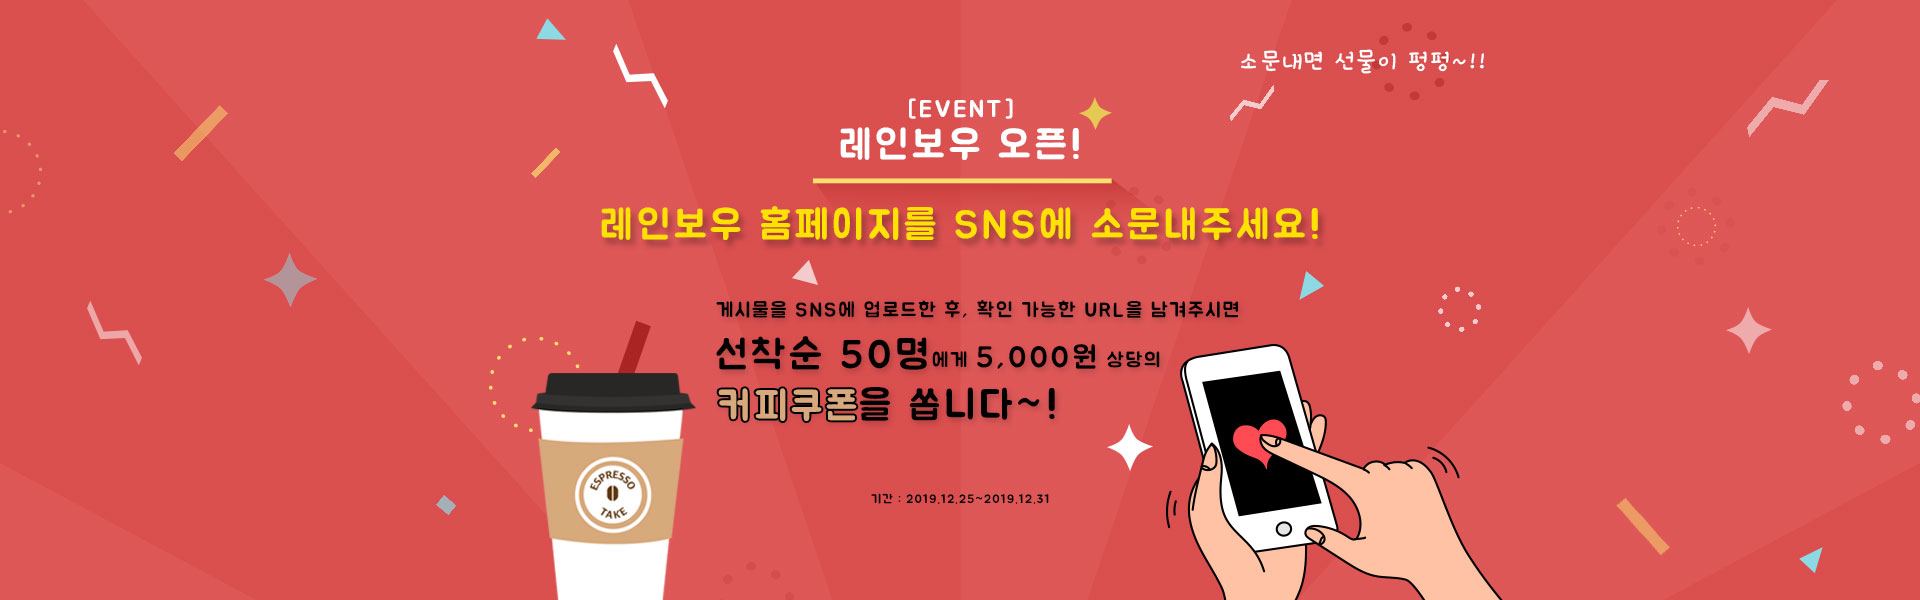 소문내면 선물이 펑펑~!!
[EVENT]
레인보우 오픈!
레인보우 홈페이지를 SNS에 소문내주세요!
게시물을 SNS에 업로드한 후, 확인 가능한 URL을 남겨주시면
선착순 50명에게 5,000원 상당의
커피쿠폰을 쏩니다~!
ESPRESSO
TAKE
기간 : 2019.12.25~2019.12.31